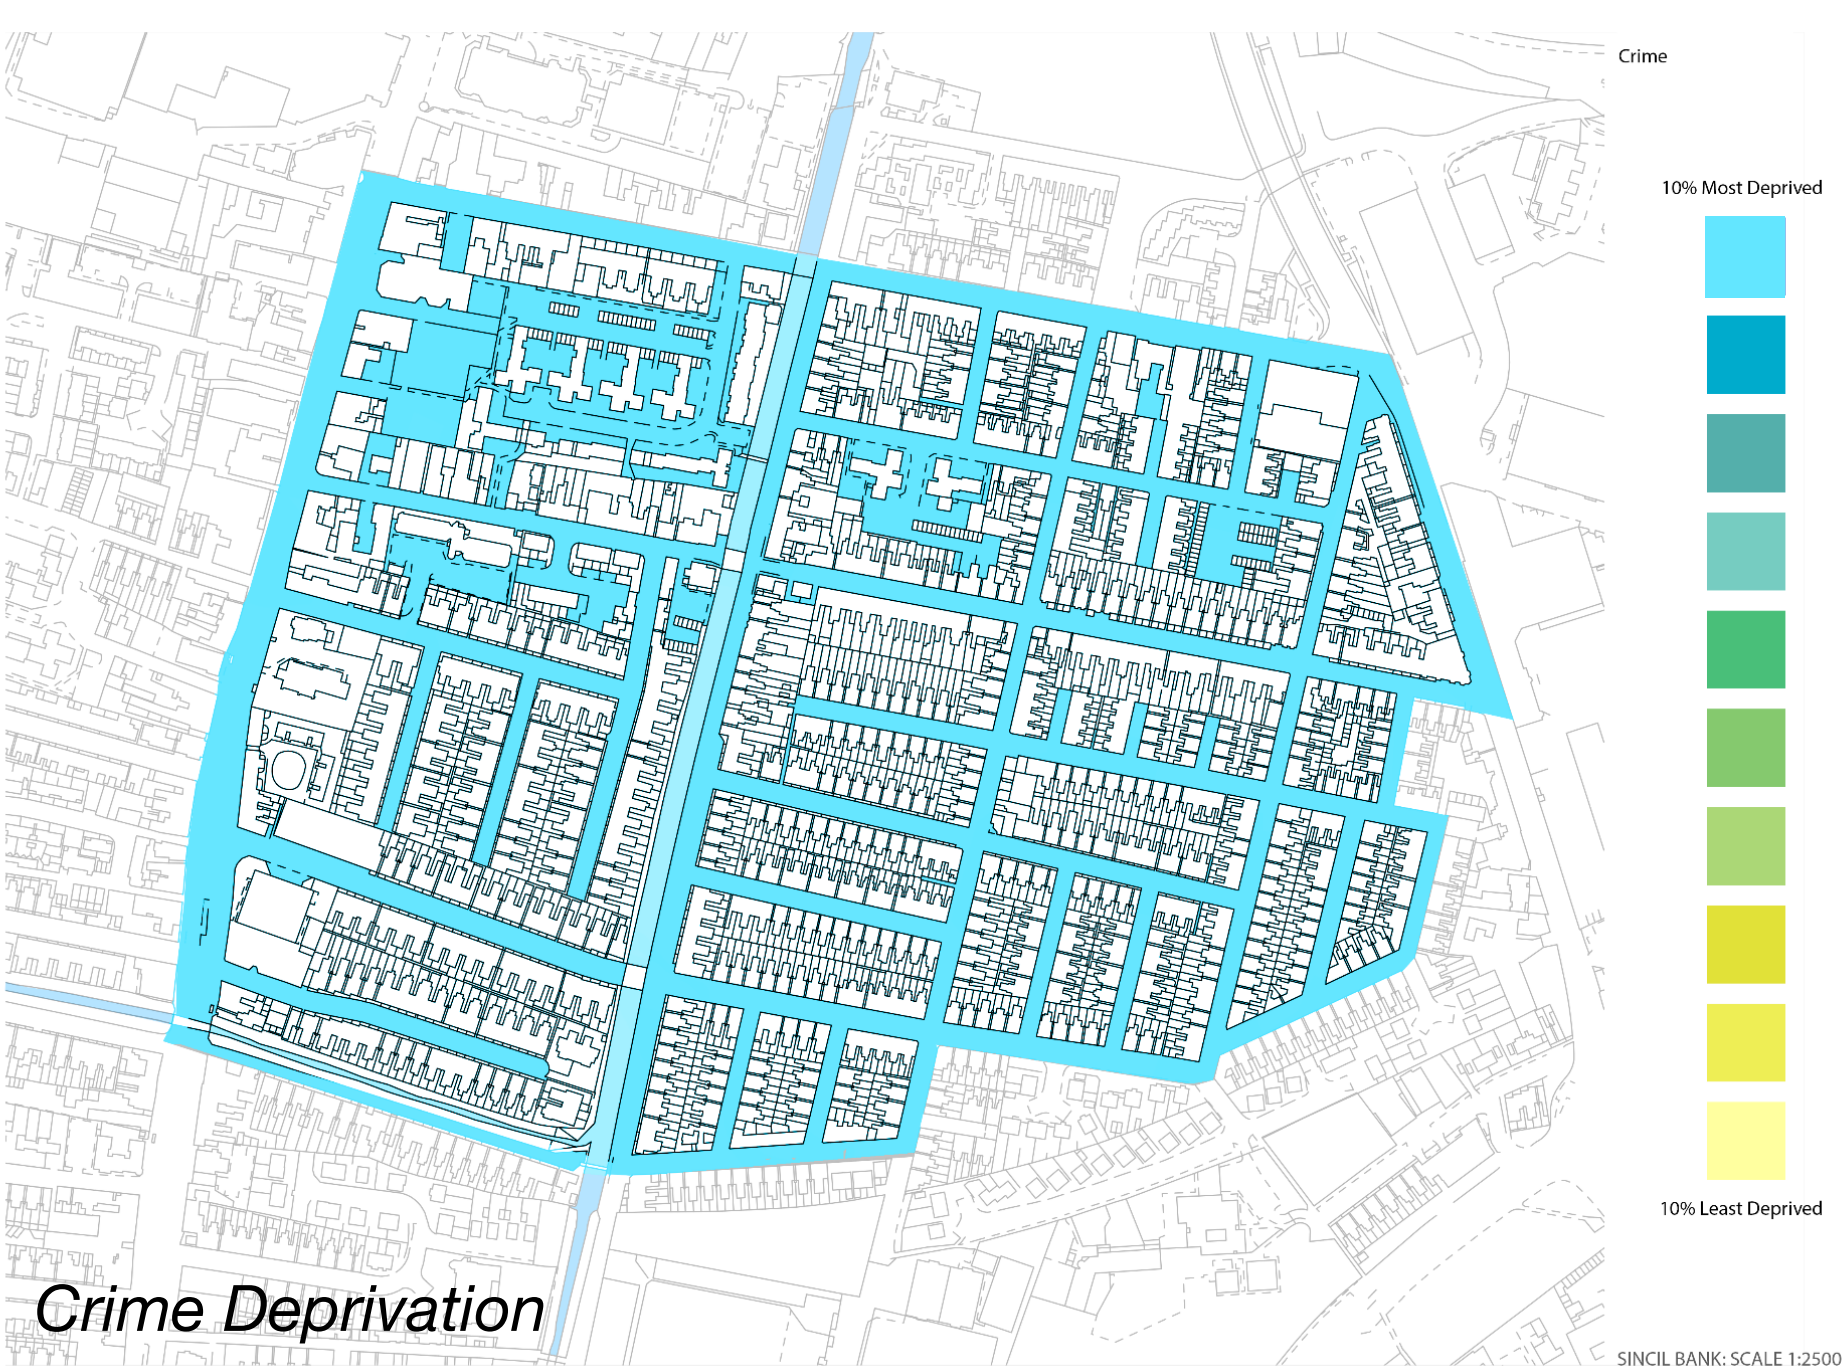 Crime
10% Most Deprived
10% Least Deprived
Crime Deprivation
SINCIL BANK: SCALE 1:2500